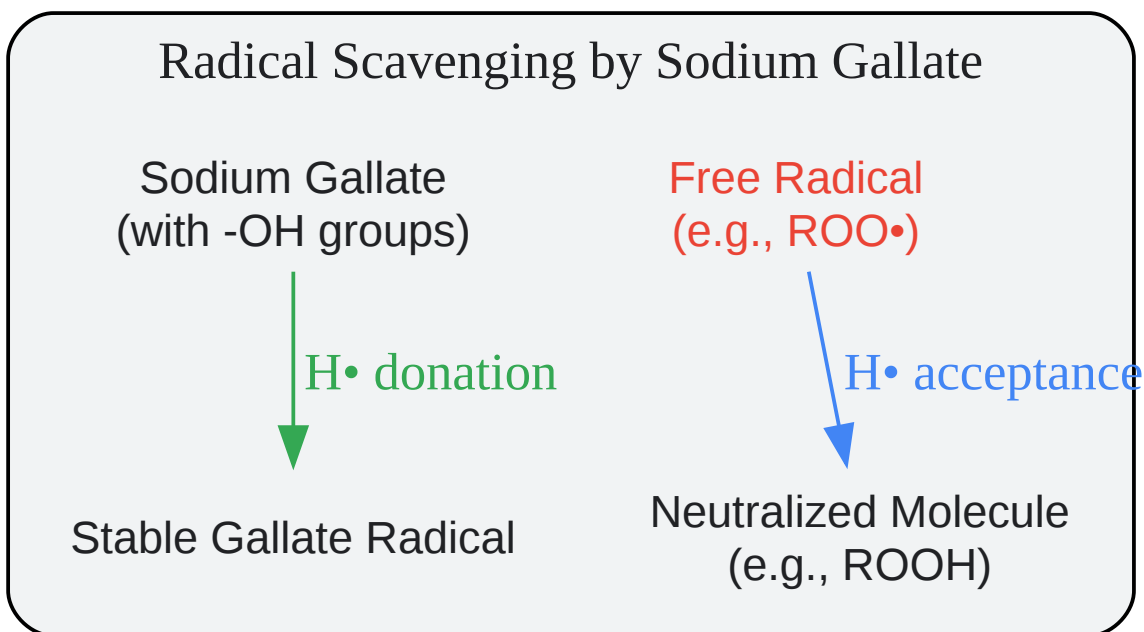 Radical Scavenging by Sodium Gallate
Sodium Gallate
(with -OH groups)
Free Radical
(e.g., ROO•)
H• donation
H• acceptance
Stable Gallate Radical
Neutralized Molecule
(e.g., ROOH)